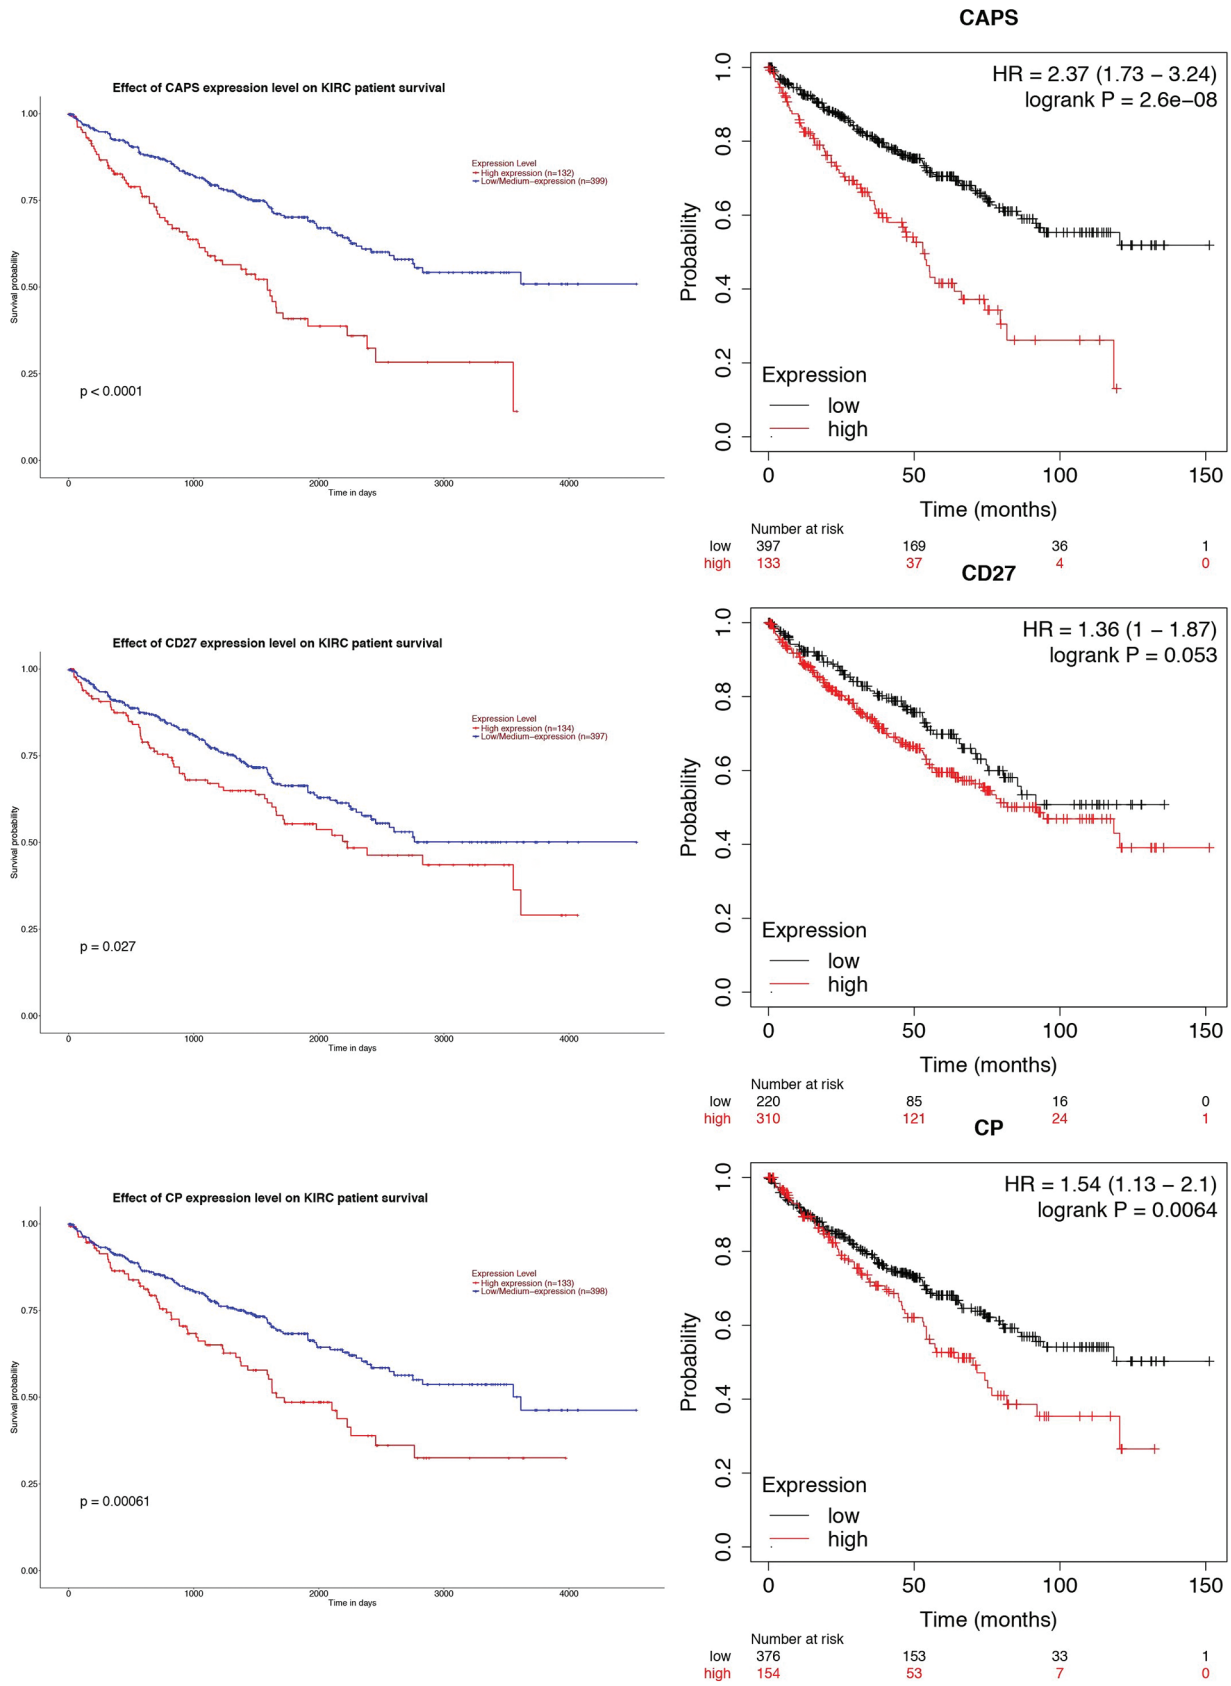 Effect of CAPS expression level on KIRC patient survival
1.00
0.75
0.50
0.25
0.00
Survival probability
Expression Level
High expression (n=132)
Low/Medium-expression (n=399)
p < 0.0001
0 1000 2000 3000 4000
Time in days
CAPS
HR = 2.37 (1.73 − 3.24)
logrank P = 2.6e−08
1.0
0.8
0.6
0.4
0.2
0.0
Probability
Expression
low
high
0 50 100 150
Time (months)
Number at risk
low 397 169 36 1
high 133 37 4 0
Effect of CD27 expression level on KIRC patient survival
1.00
0.75
0.50
0.25
0.00
Survival probability
Expression Level
High expression (n=134)
Low/Medium-expression (n=397)
p = 0.027
0 1000 2000 3000 4000
Time in days
CD27
HR = 1.36 (1 − 1.87)
logrank P = 0.053
1.0
0.8
0.6
0.4
0.2
0.0
Probability
Expression
low
high
0 50 100 150
Time (months)
Number at risk
low 220 85 16 0
high 310 121 24 1
Effect of CP expression level on KIRC patient survival
1.00
0.75
0.50
0.25
0.00
Survival probability
Expression Level
High expression (n=133)
Low/Medium-expression (n=398)
p = 0.00061
0 1000 2000 3000 4000
Time in days
CP
HR = 1.54 (1.13 − 2.1)
logrank P = 0.0064
1.0
0.8
0.6
0.4
0.2
0.0
Probability
Expression
low
high
0 50 100 150
Time (months)
Number at risk
low 376 153 33 1
high 154 53 7 0